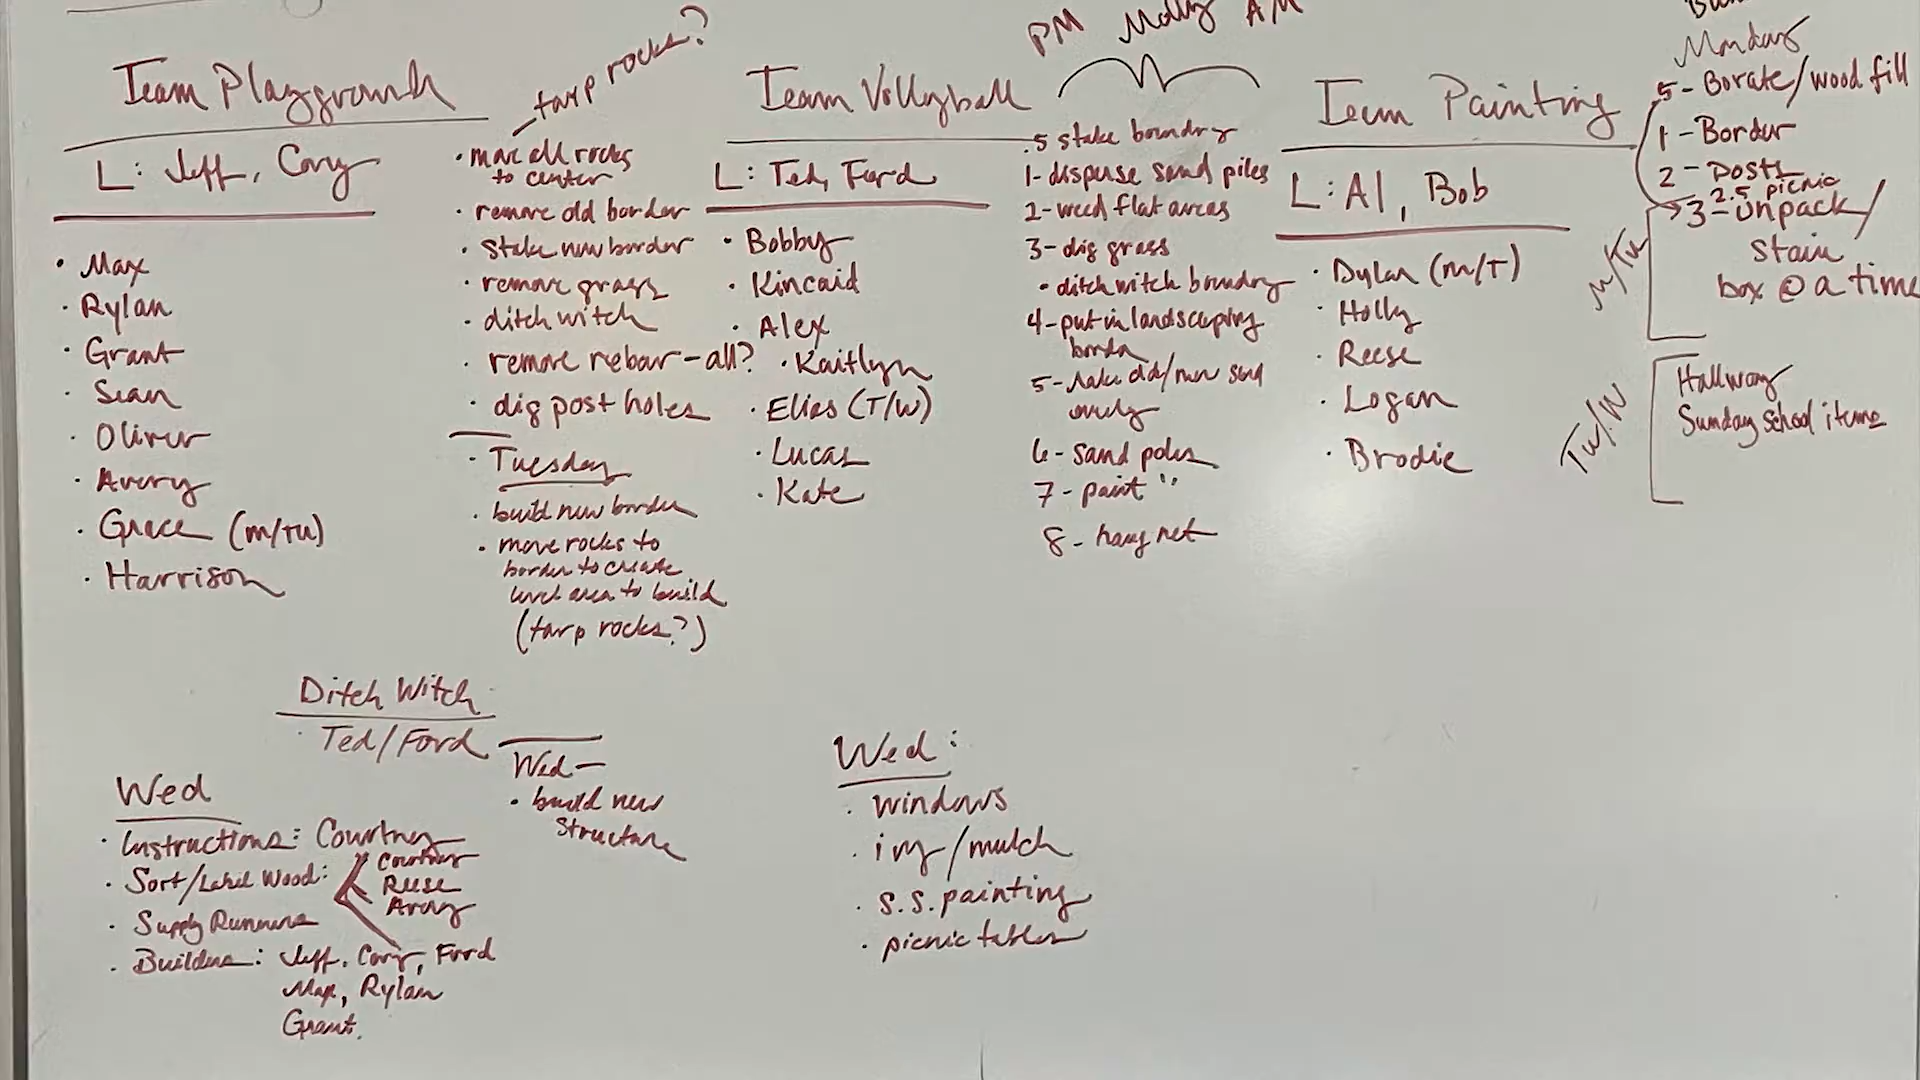 PM Molly AM
Team Playground
tarp rocks?
L: Jeff, Cory
• Max
• Rylan
• Grant
• Sean
• Oliver
• Avery
• Grace (M/TU)
• Harrison
• move all rocks
to center
• remove old border
• stake new border
• remove grass
• ditch witch
• remove rebar - all?
• dig post holes
• Tuesday
• build new border
• move rocks to
border to create
level area to build
(tarp rocks?)
Wed -
• build new
structure
Team Vollyball
L: Ted, Ford
• Bobby
• Kincaid
• Alex
• Kaitlyn
• Elias (T/W)
• Lucas
• Kate
.5 stake boundry
1- disperse sand piles
2- weed flat areas
3- dig grass
• ditch witch boundry
4- put in landscaping
border
5- rake old/new sand
evenly
6- sand poles
7- paint "
8- hang net
Team Painting
L: Al, Bob
• Dylan (M/T)
• Holly
• Reese
• Logan
• Brodie
Monday
.5- Borate/wood fill
1- Border
2- posts
2.5 picnic
3- unpack/
stain
box @ a time
M/Tu
Tu/W
Hallway
Sunday School items
Ditch Witch
Ted/Ford
Wed
• Instructions: Courtney
• Sort/Label Wood: Courtney
Reese
Avery
• Supply Runners
• Builders: Jeff, Cory, Ford
Max, Rylan
Grant
Wed:
• windows
• ivy/mulch
• S.S. painting
• picnic tables